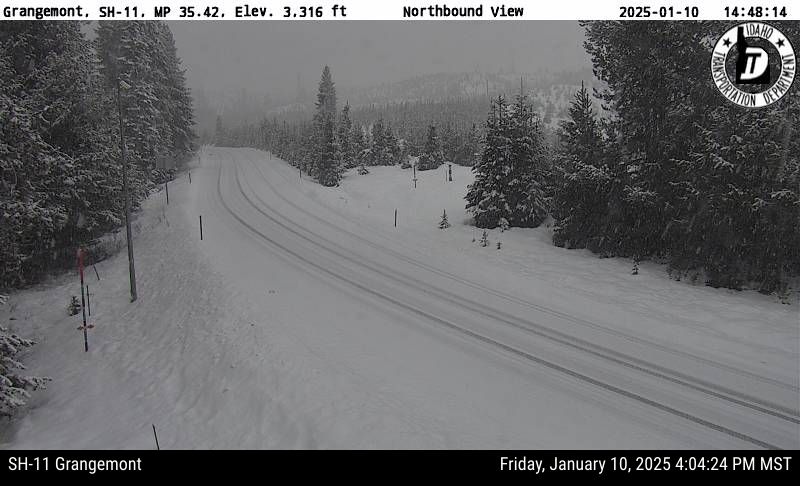 Grangemont, SH-11, MP 35.42, Elev. 3,316 ft Northbound View 2025-01-10 14:48:14
IDAHO
TRANSPORTATION DEPARTMENT
SH-11 Grangemont Friday, January 10, 2025 4:04:24 PM MST